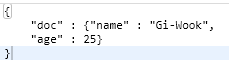 {
"doc" : {"name" : "Gi-Wook",
"age" : 25}
}